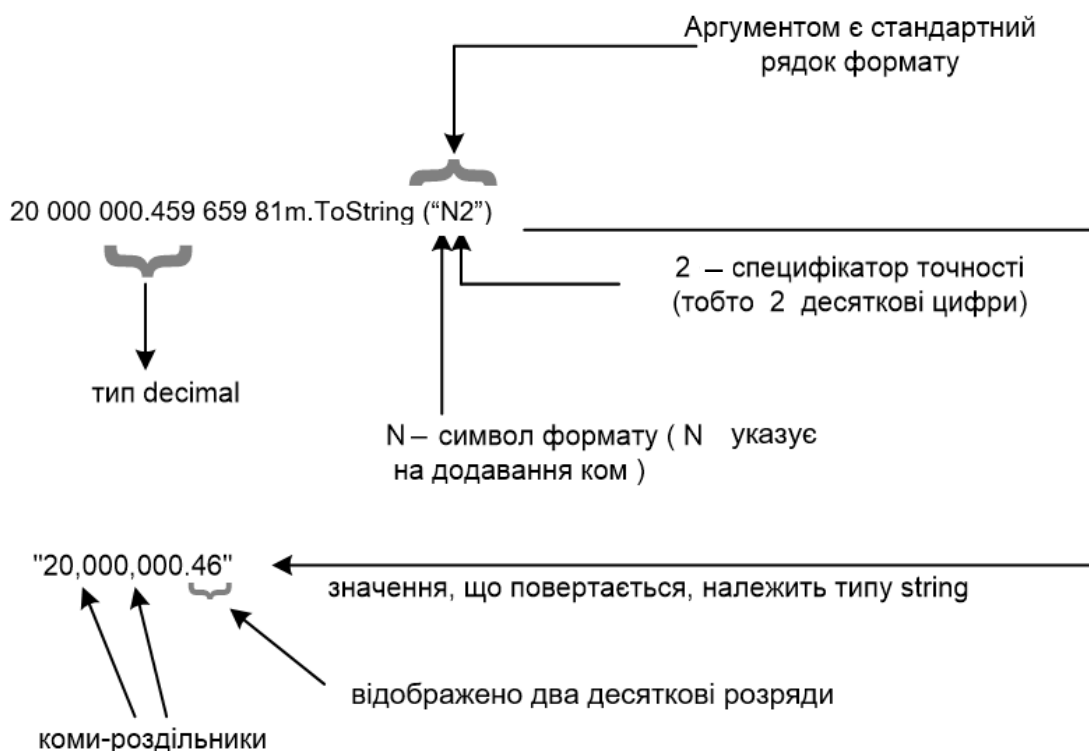 Аргументом є стандартний
рядок формату
20 000 000.459 659 81m.ToString (“N2”)
2 – специфікатор точності
(тобто 2 десяткові цифри)
тип decimal
N – символ формату ( N указує
на додавання ком )
"20,000,000.46"
значення, що повертається, належить типу string
відображено два десяткові розряди
коми-роздільники